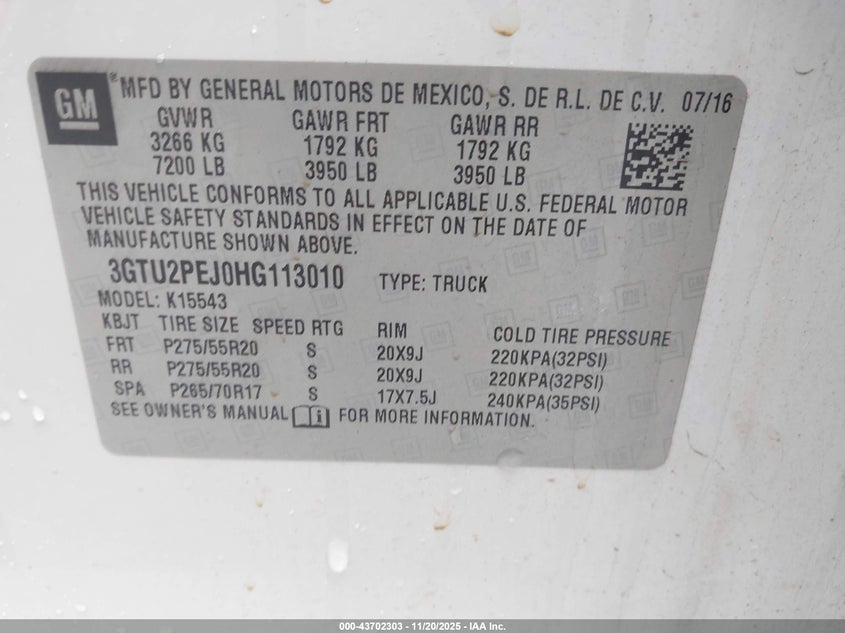 GM
® MFD BY GENERAL MOTORS DE MEXICO, S. DE R.L. DE C.V. 07/16
GVWR GAWR FRT GAWR RR
3266 KG 1792 KG 1792 KG
7200 LB 3950 LB 3950 LB
THIS VEHICLE CONFORMS TO ALL APPLICABLE U.S. FEDERAL MOTOR
VEHICLE SAFETY STANDARDS IN EFFECT ON THE DATE OF
MANUFACTURE SHOWN ABOVE.
3GTU2PEJ0HG113010 TYPE: TRUCK
MODEL: K15543
KBJT TIRE SIZE SPEED RTG RIM COLD TIRE PRESSURE
FRT P275/55R20 S 20X9J 220KPA(32PSI)
RR P275/55R20 S 20X9J 220KPA(32PSI)
SPA P265/70R17 S 17X7.5J 240KPA(35PSI)
SEE OWNER'S MANUAL i FOR MORE INFORMATION.
000-43702303 - 11/20/2025 - IAA Inc.